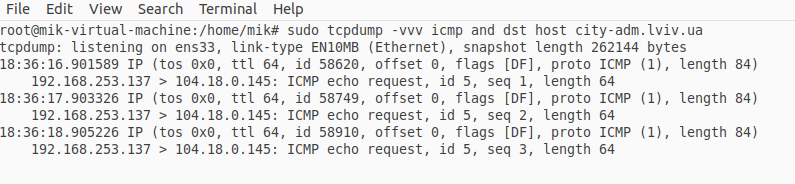 File Edit View Search Terminal Help
root@mik-virtual-machine:/home/mik# sudo tcpdump -vvv icmp and dst host city-adm.lviv.ua
tcpdump: listening on ens33, link-type EN10MB (Ethernet), snapshot length 262144 bytes
18:36:16.901589 IP (tos 0x0, ttl 64, id 58620, offset 0, flags [DF], proto ICMP (1), length 84)
    192.168.253.137 > 104.18.0.145: ICMP echo request, id 5, seq 1, length 64
18:36:17.903326 IP (tos 0x0, ttl 64, id 58749, offset 0, flags [DF], proto ICMP (1), length 84)
    192.168.253.137 > 104.18.0.145: ICMP echo request, id 5, seq 2, length 64
18:36:18.905226 IP (tos 0x0, ttl 64, id 58910, offset 0, flags [DF], proto ICMP (1), length 84)
    192.168.253.137 > 104.18.0.145: ICMP echo request, id 5, seq 3, length 64